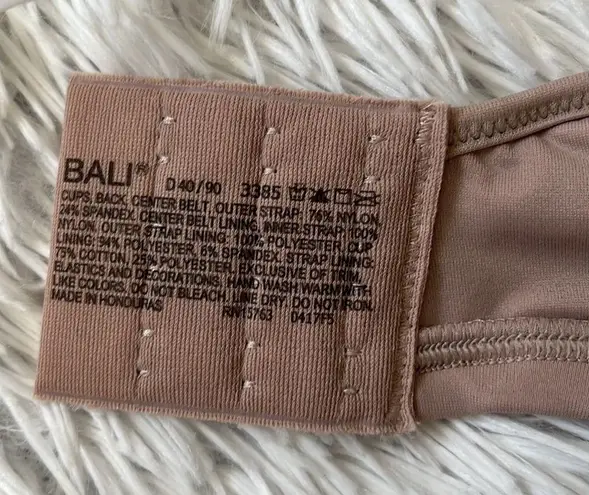 BALI® D 40/90 3385
CUPS, BACK, CENTER BELT, OUTER STRAP: 76% NYLON,
24% SPANDEX. CENTER BELT LINING, INNER STRAP: 100%
NYLON. OUTER STRAP LINING: 100% POLYESTER. CUP
LINING: 94% POLYESTER, 6% SPANDEX. STRAP LINING:
75% COTTON, 25% POLYESTER, EXCLUSIVE OF TRIM,
ELASTICS AND DECORATIONS. HAND WASH WARM WITH
LIKE COLORS. DO NOT BLEACH. LINE DRY. DO NOT IRON.
MADE IN HONDURAS RN15763 D417F5